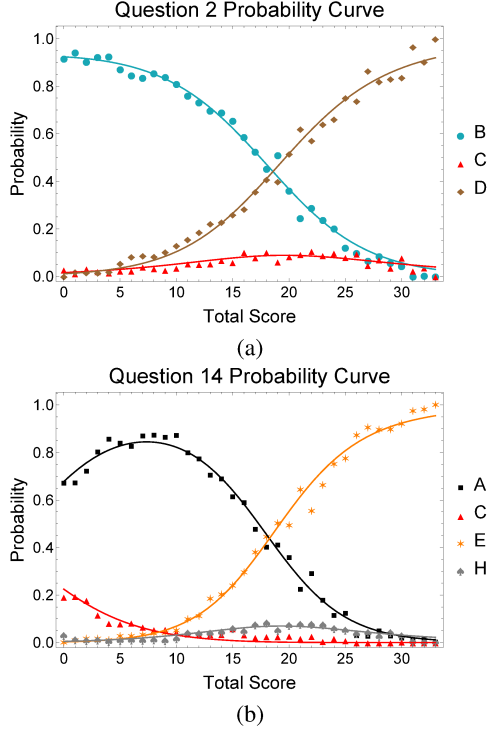 Question 2 Probability Curve
1.0
0.8
0.6
0.4
0.2
0.0
Probability
0 5 10 15 20 25 30
Total Score
B
C
D
(a)
Question 14 Probability Curve
1.0
0.8
0.6
0.4
0.2
0.0
Probability
0 5 10 15 20 25 30
Total Score
A
C
E
H
(b)